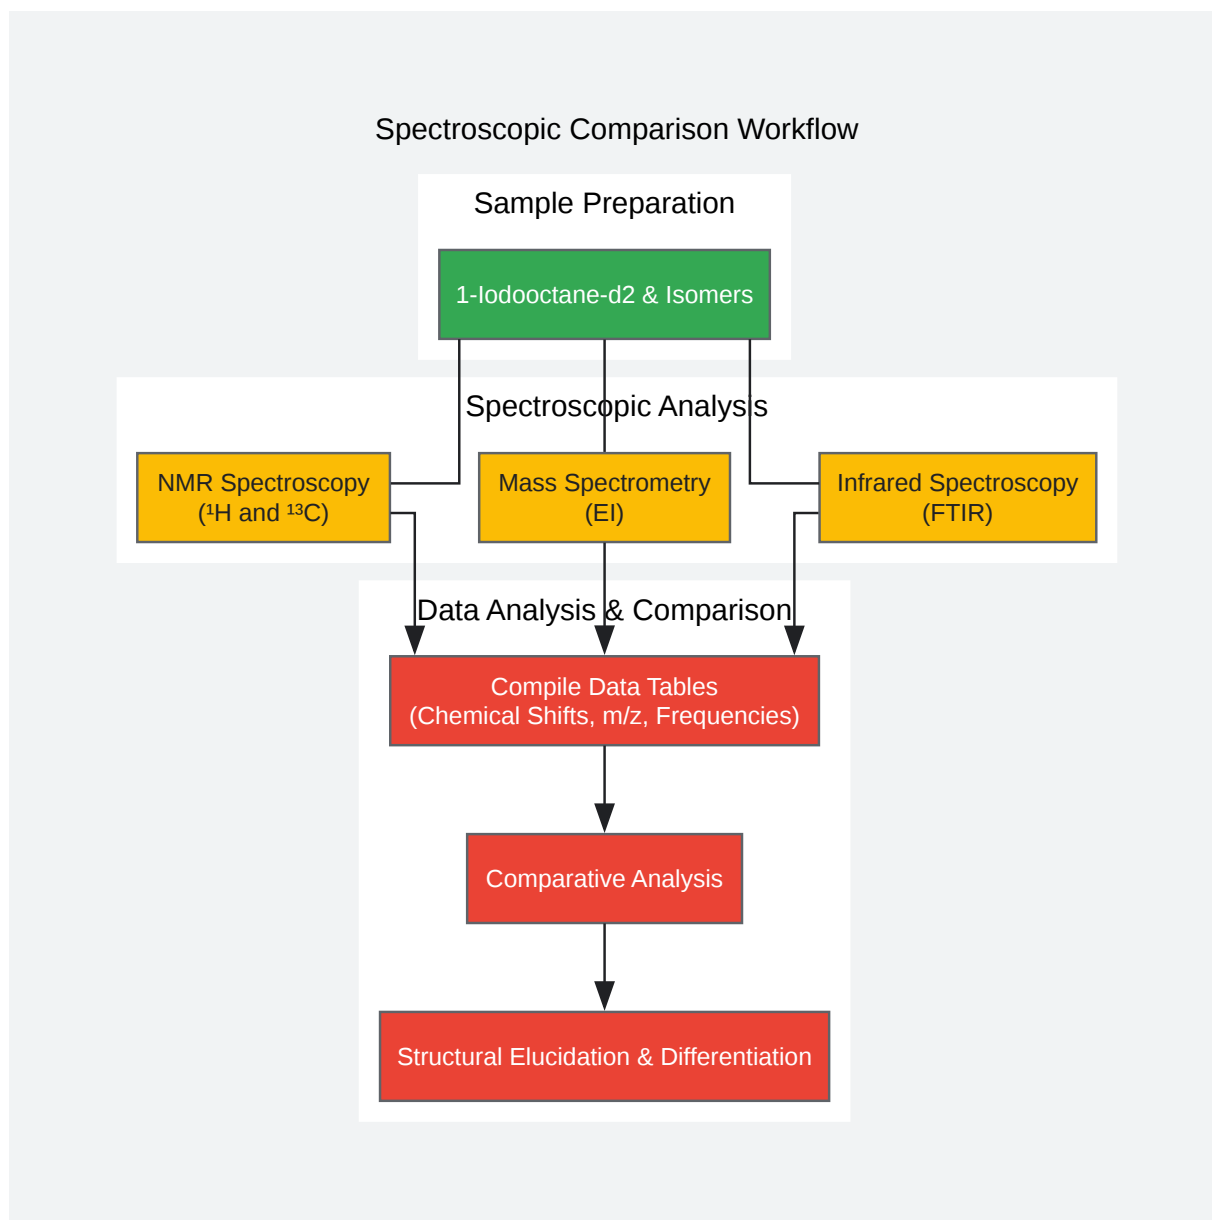 Spectroscopic Comparison Workflow
Sample Preparation
1-Iodooctane-d2 & Isomers
Spectroscopic Analysis
NMR Spectroscopy
(¹H and ¹³C)
Mass Spectrometry
(EI)
Infrared Spectroscopy
(FTIR)
Data Analysis & Comparison
Compile Data Tables
(Chemical Shifts, m/z, Frequencies)
Comparative Analysis
Structural Elucidation & Differentiation